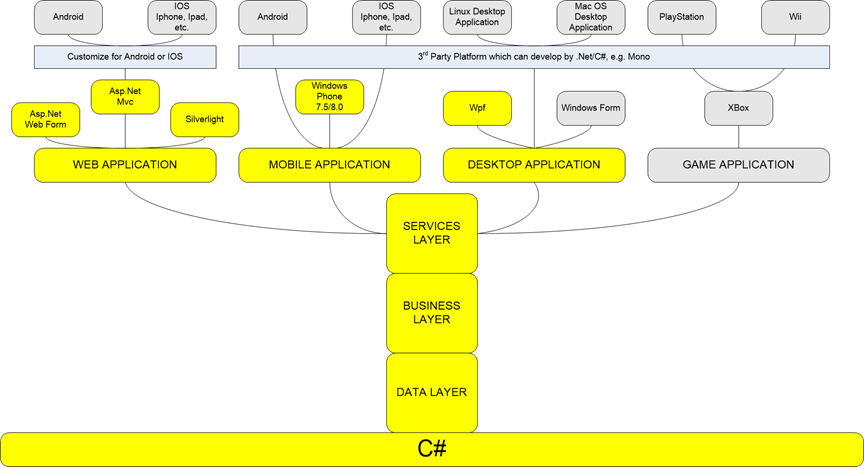 Android
IOS
Iphone, Ipad,
etc.
Android
IOS
Iphone, Ipad,
etc.
Linux Desktop
Application
Mac OS
Desktop
Application
PlayStation
Wii
Customize for Android or IOS
3rd Party Platform which can develop by .Net/C#, e.g. Mono
Asp.Net
Web Form
Asp.Net
Mvc
Silverlight
Windows
Phone
7.5/8.0
Wpf
Windows Form
XBox
WEB APPLICATION
MOBILE APPLICATION
DESKTOP APPLICATION
GAME APPLICATION
SERVICES
LAYER
BUSINESS
LAYER
DATA LAYER
C#